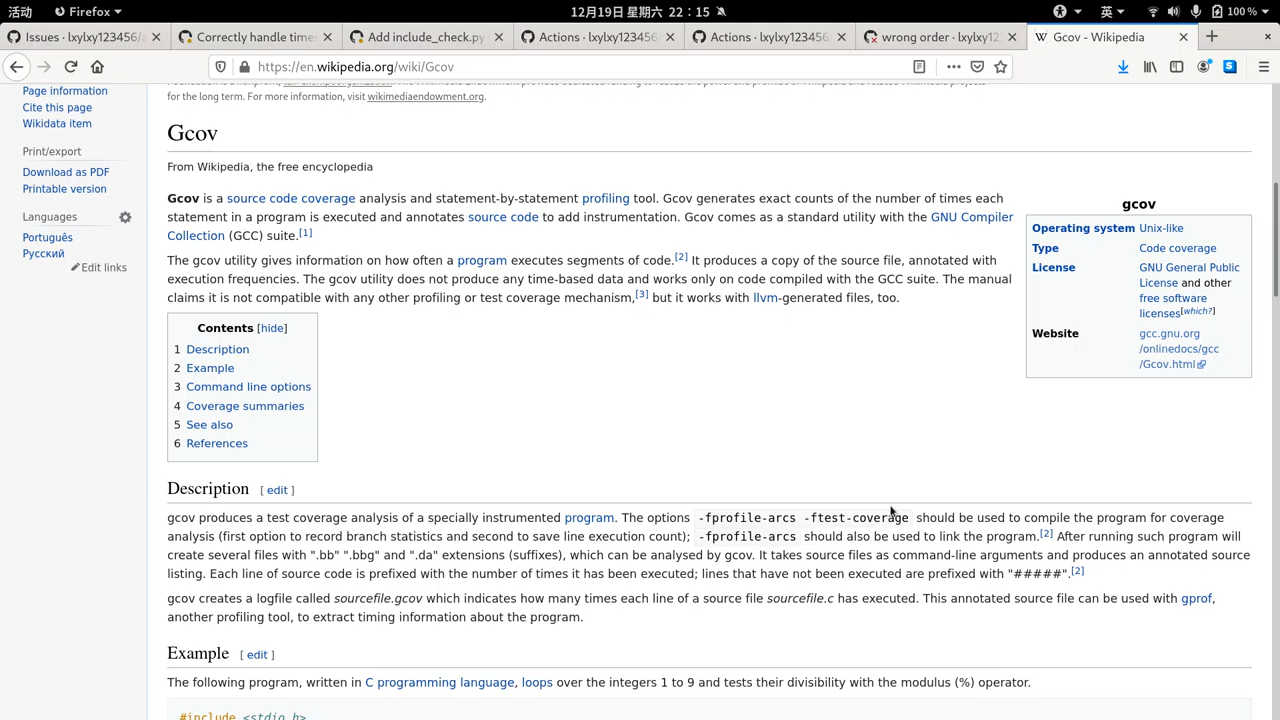 活动 Firefox 12月19日 星期六 22：15 英 100 %
Issues · lxylxy123456/a Correctly handle times Add include_check.py Actions · lxylxy123456/ Actions · lxylxy123456/ wrong order · lxylxy12 Gcov - Wikipedia
https://en.wikipedia.org/wiki/Gcov
for the long term. For more information, visit wikimediaendowment.org.
Page information
Cite this page
Wikidata item
Print/export
Download as PDF
Printable version
Languages
Português
Русский
Edit links
Gcov
From Wikipedia, the free encyclopedia
Gcov is a source code coverage analysis and statement-by-statement profiling tool. Gcov generates exact counts of the number of times each
statement in a program is executed and annotates source code to add instrumentation. Gcov comes as a standard utility with the GNU Compiler
Collection (GCC) suite.[1]
The gcov utility gives information on how often a program executes segments of code.[2] It produces a copy of the source file, annotated with
execution frequencies. The gcov utility does not produce any time-based data and works only on code compiled with the GCC suite. The manual
claims it is not compatible with any other profiling or test coverage mechanism,[3] but it works with llvm-generated files, too.
gcov
Operating system Unix-like
Type Code coverage
License GNU General Public
License and other
free software
licenses[which?]
Website gcc.gnu.org
/onlinedocs/gcc
/Gcov.html
Contents [hide]
1 Description
2 Example
3 Command line options
4 Coverage summaries
5 See also
6 References
Description [ edit ]
gcov produces a test coverage analysis of a specially instrumented program. The options -fprofile-arcs -ftest-coverage should be used to compile the program for coverage
analysis (first option to record branch statistics and second to save line execution count); -fprofile-arcs should also be used to link the program.[2] After running such program will
create several files with ".bb" ".bbg" and ".da" extensions (suffixes), which can be analysed by gcov. It takes source files as command-line arguments and produces an annotated source
listing. Each line of source code is prefixed with the number of times it has been executed; lines that have not been executed are prefixed with "#####".[2]
gcov creates a logfile called sourcefile.gcov which indicates how many times each line of a source file sourcefile.c has executed. This annotated source file can be used with gprof,
another profiling tool, to extract timing information about the program.
Example [ edit ]
The following program, written in C programming language, loops over the integers 1 to 9 and tests their divisibility with the modulus (%) operator.
#include <stdio.h>